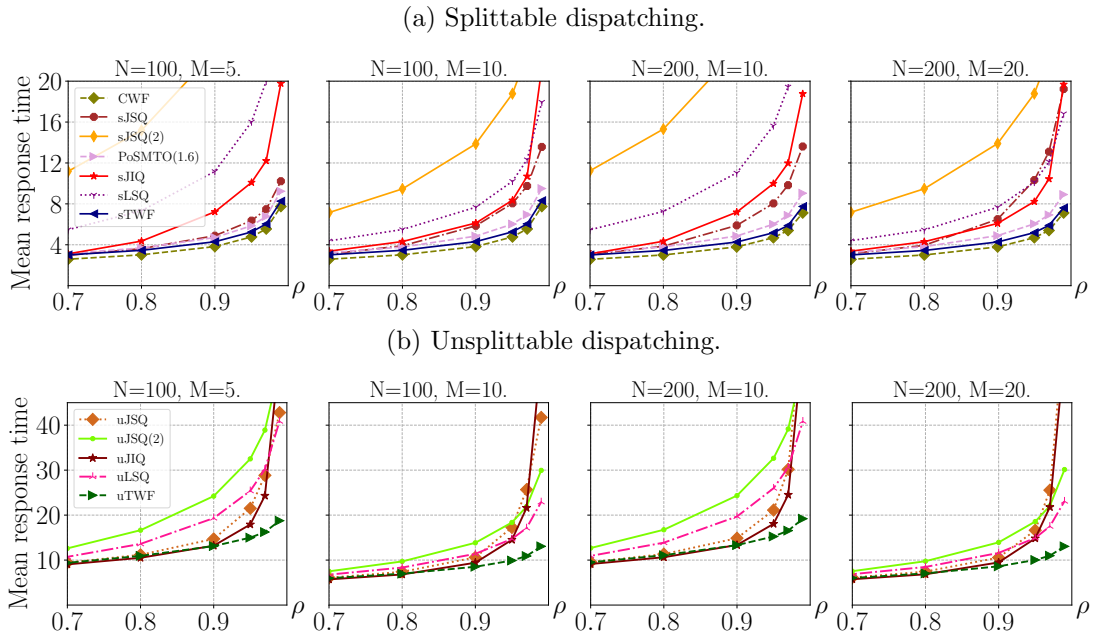 (a) Splittable dispatching.
N=100, M=5. N=100, M=10. N=200, M=10. N=200, M=20.
Mean response time
20
16
12
8
4
CWF
sJSQ
sJSQ(2)
PoSMTO(1.6)
sJIQ
sLSQ
sTWF
0.7 0.8 0.9 ρ 0.7 0.8 0.9 ρ 0.7 0.8 0.9 ρ 0.7 0.8 0.9 ρ
(b) Unsplittable dispatching.
N=100, M=5. N=100, M=10. N=200, M=10. N=200, M=20.
Mean response time
40
30
20
10
uJSQ
uJSQ(2)
uJIQ
uLSQ
uTWF
0.7 0.8 0.9 ρ 0.7 0.8 0.9 ρ 0.7 0.8 0.9 ρ 0.7 0.8 0.9 ρ